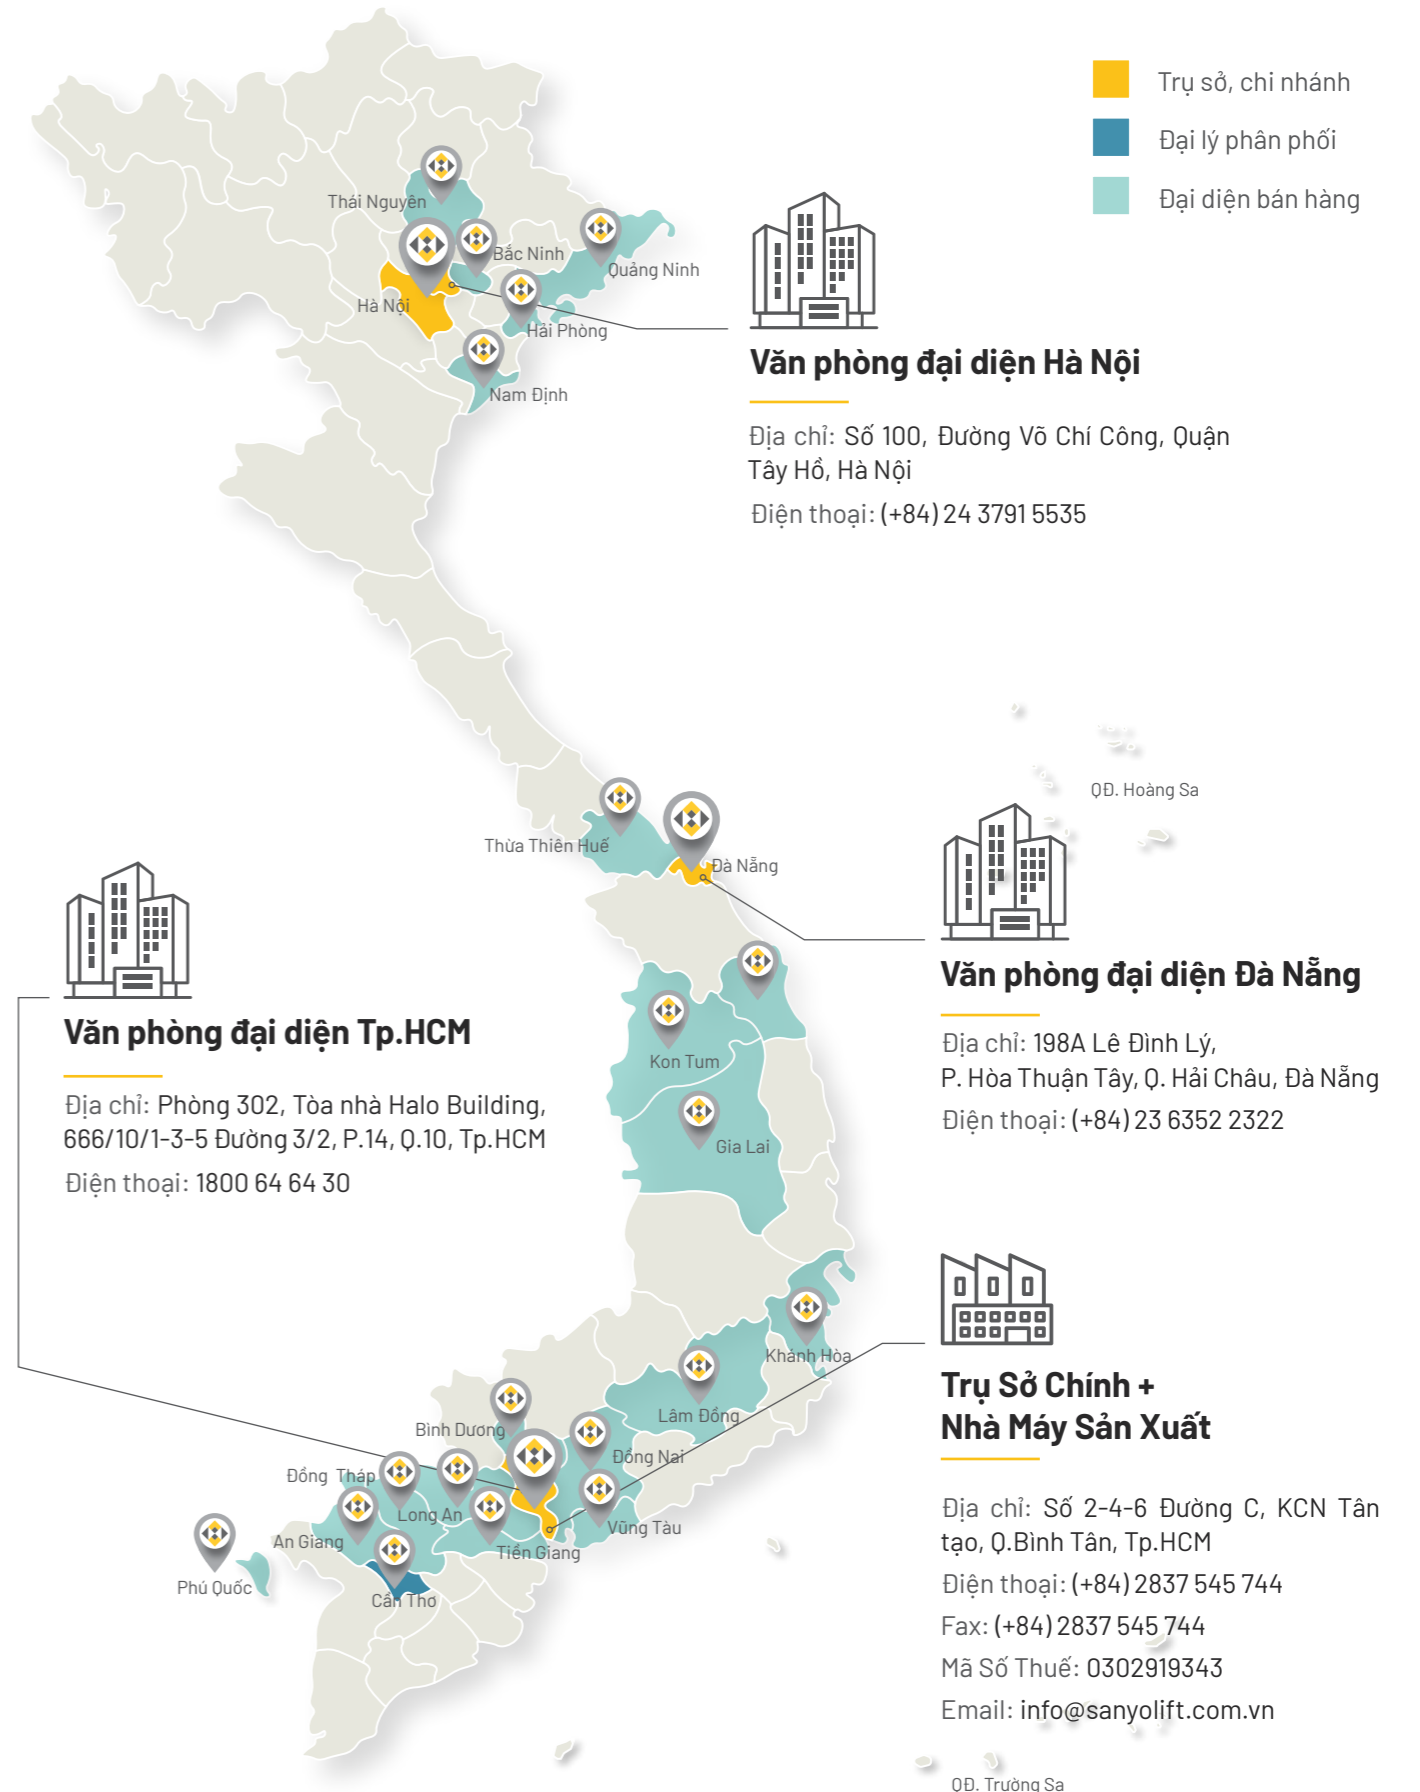 Trụ sở, chi nhánh
Đại lý phân phối
Đại diện bán hàng
Thái Nguyên
Bắc Ninh
Quảng Ninh
Hà Nội
Hải Phòng
Nam Định
Văn phòng đại diện Hà Nội
Địa chỉ: Số 100, Đường Võ Chí Công, Quận
Tây Hồ, Hà Nội
Điện thoại: (+84) 24 3791 5535
QĐ. Hoàng Sa
Thừa Thiên Huế
Đà Nẵng
Văn phòng đại diện Đà Nẵng
Địa chỉ: 198A Lê Đình Lý,
P. Hòa Thuận Tây, Q. Hải Châu, Đà Nẵng
Điện thoại: (+84) 23 6352 2322
Văn phòng đại diện Tp.HCM
Địa chỉ: Phòng 302, Tòa nhà Halo Building,
666/10/1-3-5 Đường 3/2, P.14, Q.10, Tp.HCM
Điện thoại: 1800 64 64 30
Kon Tum
Gia Lai
Khánh Hòa
Lâm Đồng
Bình Dương
Đồng Nai
Đồng Tháp
Long An
Vũng Tàu
An Giang
Tiền Giang
Phú Quốc
Cần Thơ
Trụ Sở Chính +
Nhà Máy Sản Xuất
Địa chỉ: Số 2-4-6 Đường C, KCN Tân
tạo, Q.Bình Tân, Tp.HCM
Điện thoại: (+84) 2837 545 744
Fax: (+84) 2837 545 744
Mã Số Thuế: 0302919343
Email: info@sanyolift.com.vn
QĐ. Trường Sa